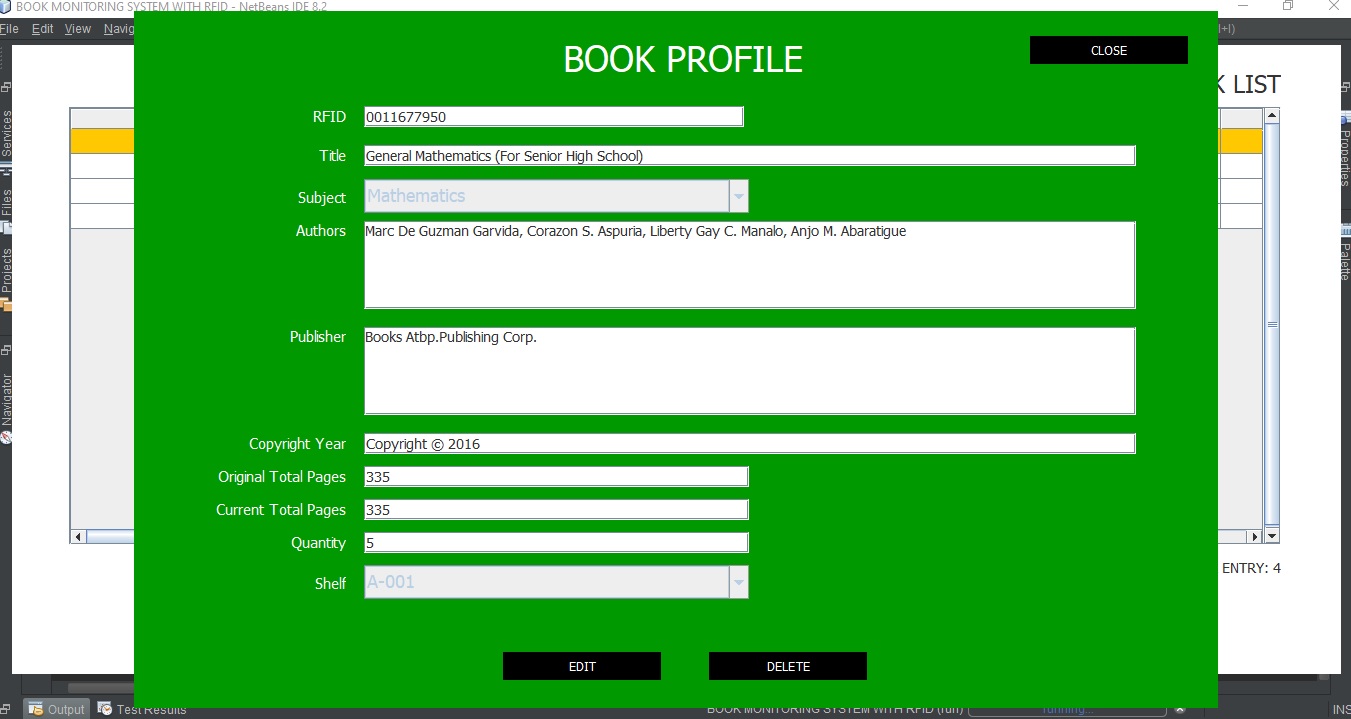 BOOK MONITORING SYSTEM WITH RFID - NetBeans IDE 8.2
File Edit View Navig
BOOK PROFILE
CLOSE
LIST
RFID 0011677950
Title General Mathematics (For Senior High School)
Subject Mathematics
Authors Marc De Guzman Garvida, Corazon S. Aspuria, Liberty Gay C. Manalo, Anjo M. Abaratigue
Publisher Books Atbp.Publishing Corp.
Copyright Year Copyright © 2016
Original Total Pages 335
Current Total Pages 335
Quantity 5
Shelf A-001
ENTRY: 4
EDIT
DELETE
Services
Files
Projects
Navigator
Properties
Palette
Output Test Results
BOOK MONITORING SYSTEM WITH RFID (run)
running...
INS